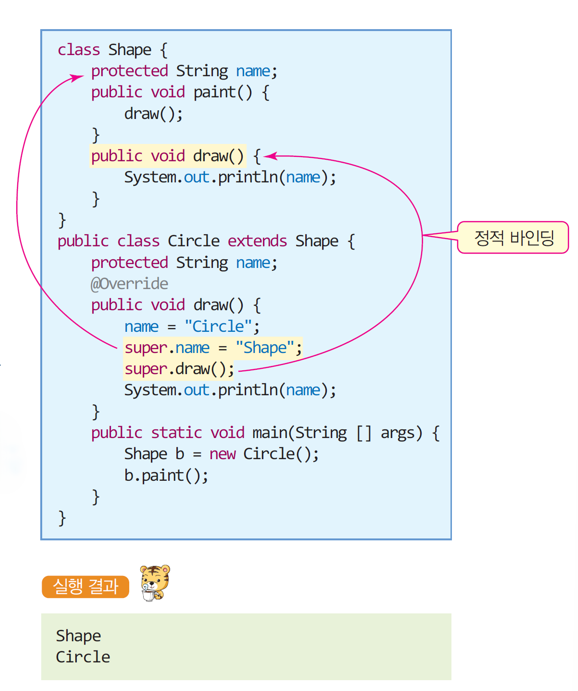 class Shape {
    protected String name;
    public void paint() {
        draw();
    }
    public void draw() {
        System.out.println(name);
    }
}
public class Circle extends Shape {
    protected String name;
    @Override
    public void draw() {
        name = "Circle";
        super.name = "Shape";
        super.draw();
        System.out.println(name);
    }
    public static void main(String [] args) {
        Shape b = new Circle();
        b.paint();
    }
}
정적 바인딩
실행 결과
Shape
Circle